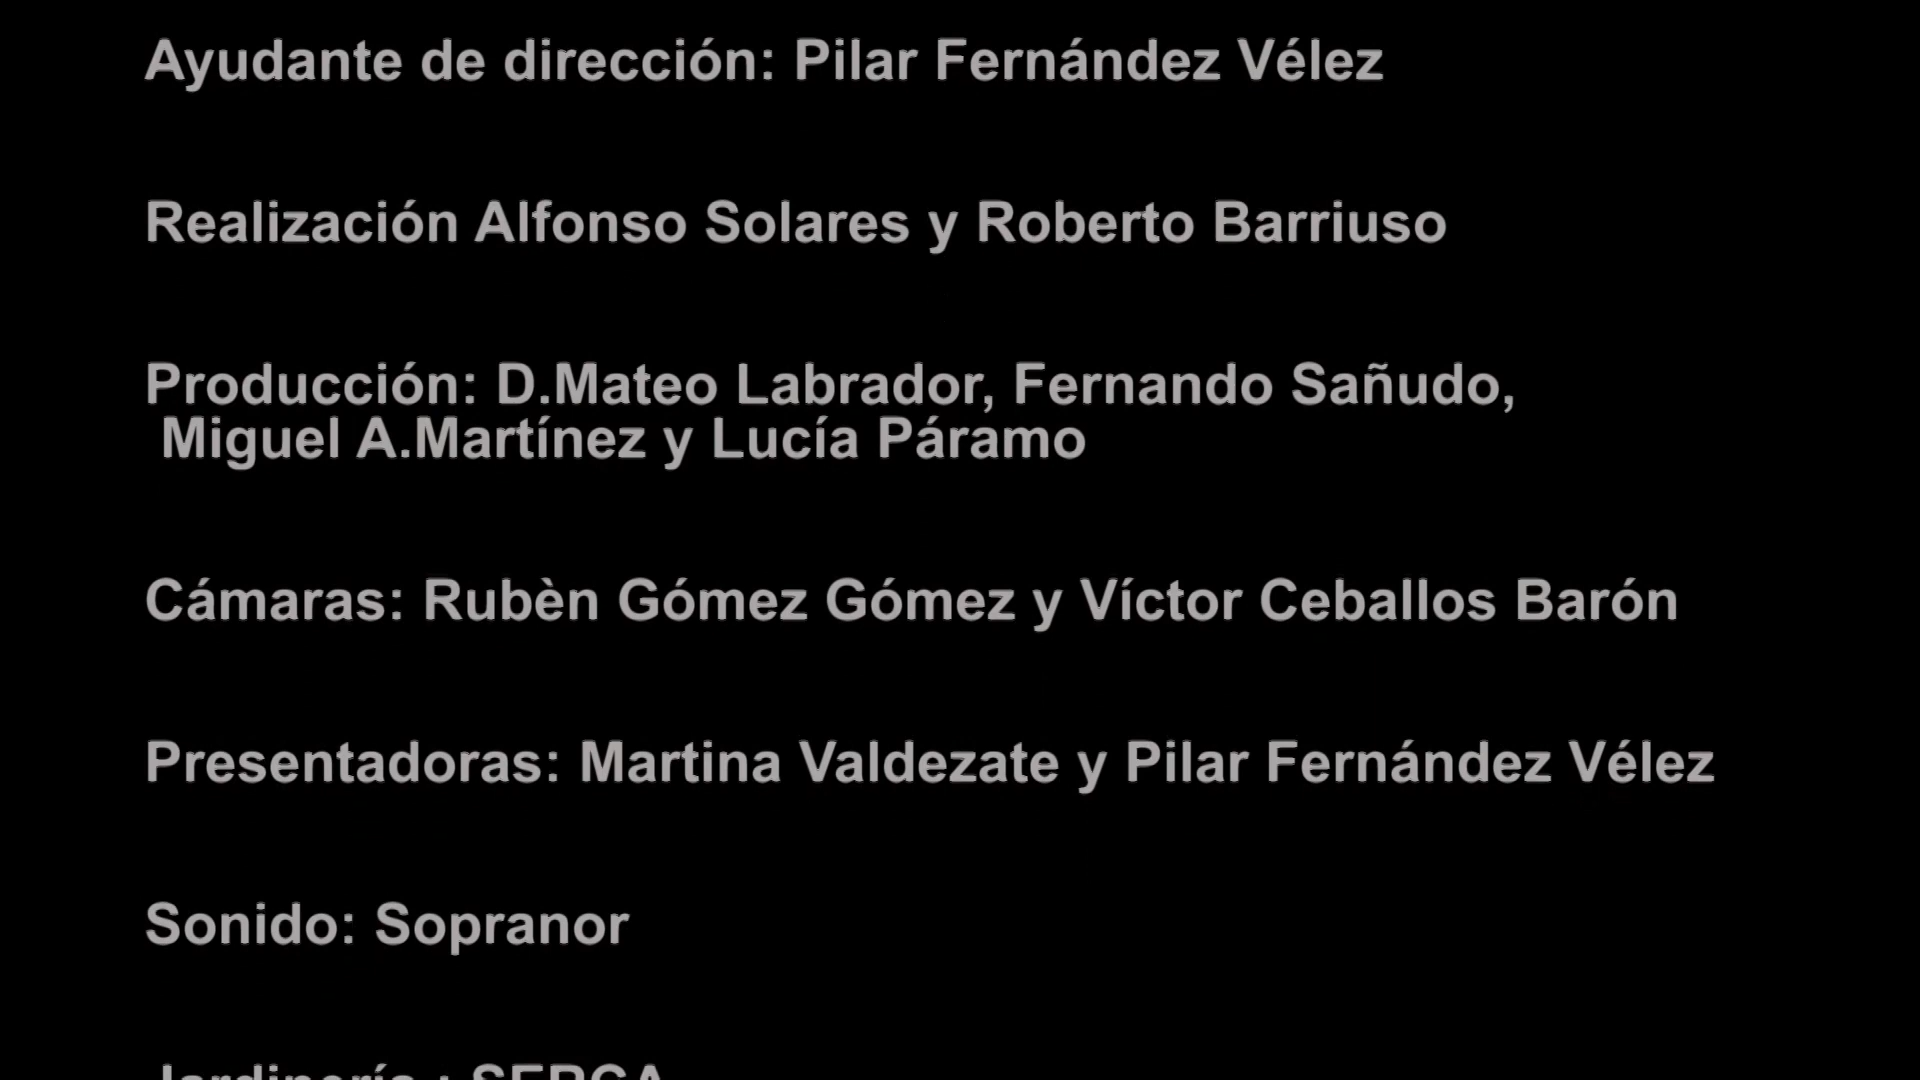 Ayudante de dirección: Pilar Fernández Vélez
Realización Alfonso Solares y Roberto Barriuso
Producción: D.Mateo Labrador, Fernando Sañudo,
Miguel A.Martínez y Lucía Páramo
Cámaras: Rubèn Gómez Gómez y Víctor Ceballos Barón
Presentadoras: Martina Valdezate y Pilar Fernández Vélez
Sonido: Sopranor
Jardinería :